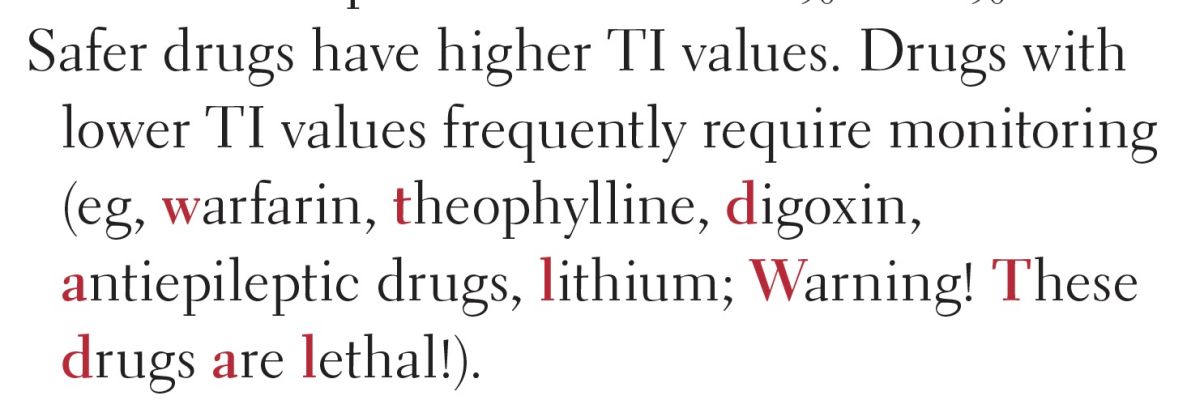 Safer drugs have higher TI values. Drugs with
lower TI values frequently require monitoring
(eg, warfarin, theophylline, digoxin,
antiepileptic drugs, lithium; Warning! These
drugs are lethal!).